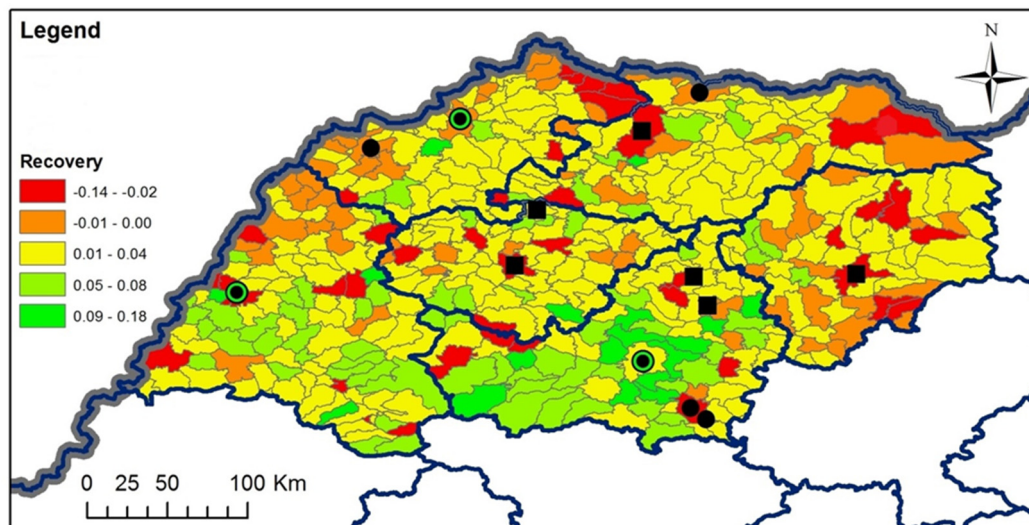 Legend
N
Recovery
-0.14 - -0.02
-0.01 - 0.00
0.01 - 0.04
0.05 - 0.08
0.09 - 0.18
0 25 50 100 Km